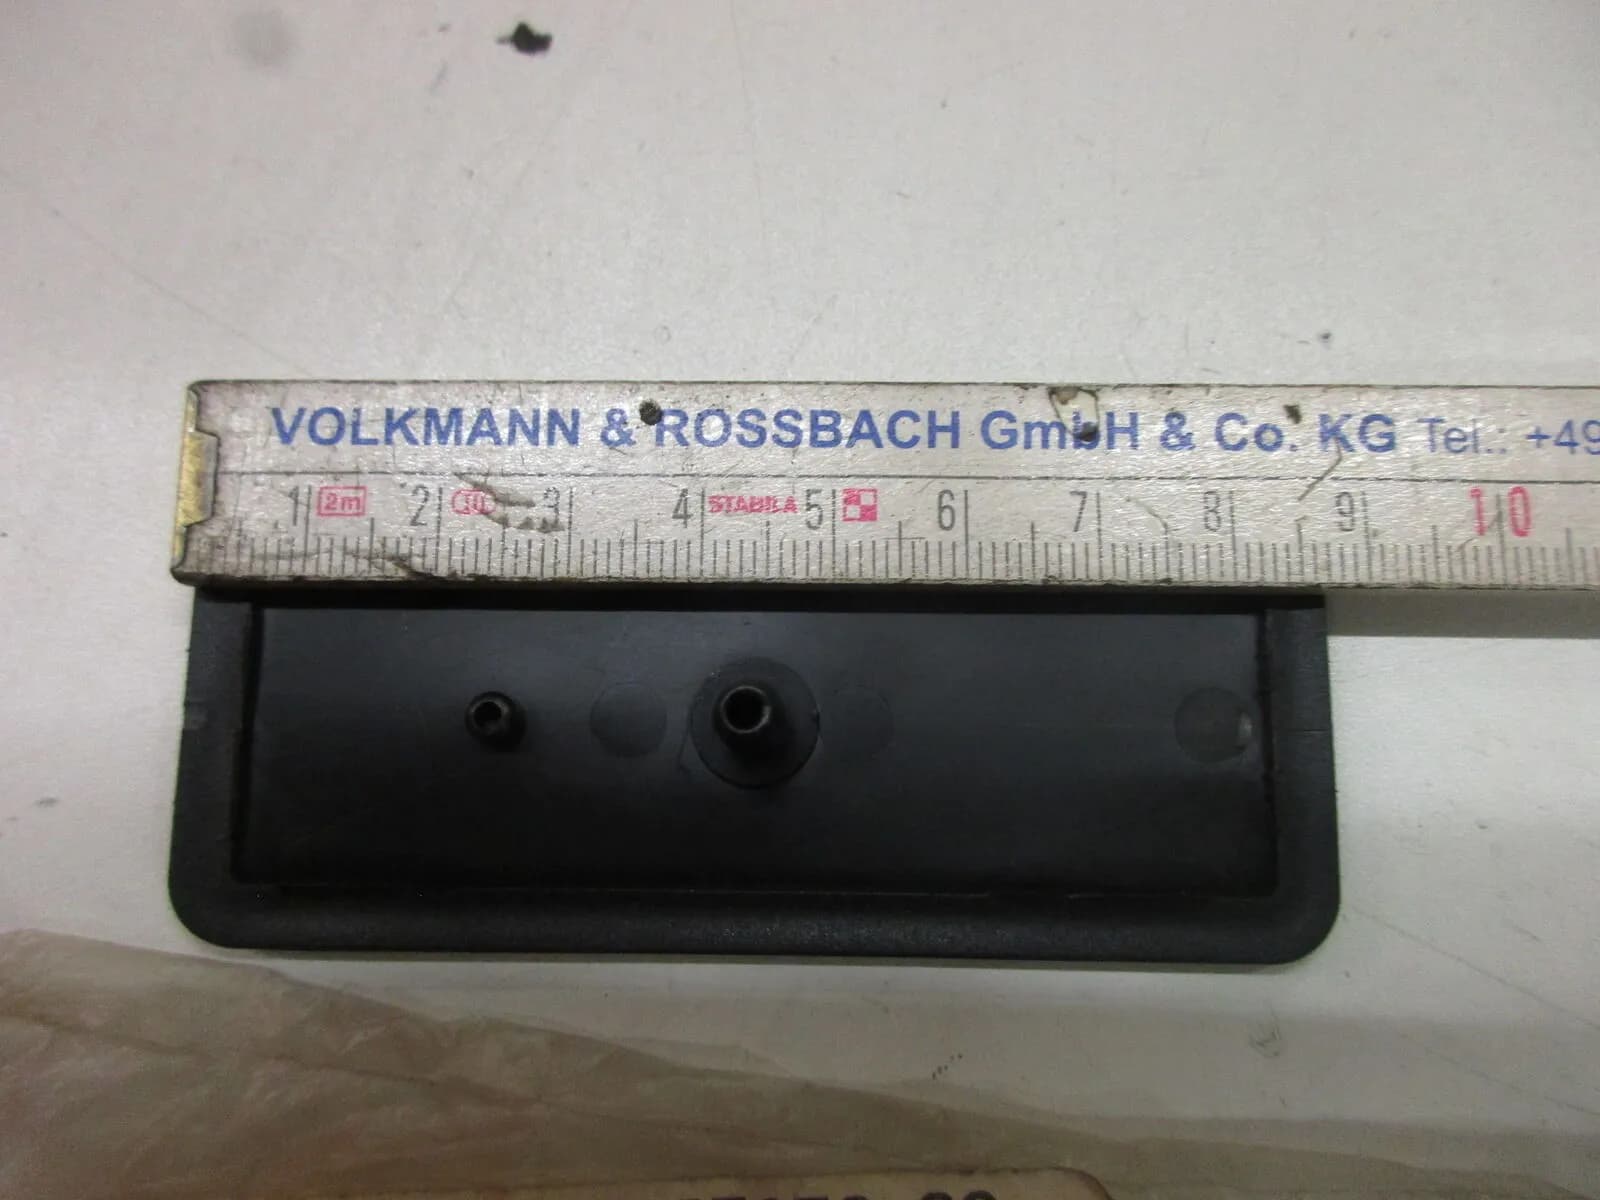 VOLKMANN & ROSSBACH GmbH & Co. KG Tel.: +49
1 2m 2 III 3 4 STABILA 5 6 7 8 9 10